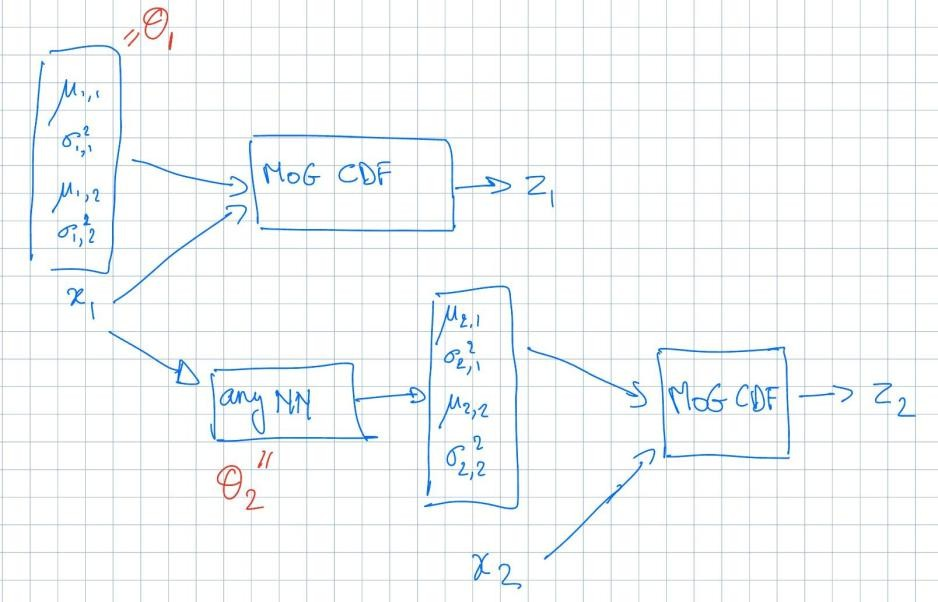 = θ₁
μ₁,₁
σ²₁,₁
μ₁,₂
σ²₁,₂
x₁
MoG CDF
z₁
any NN
θ₂ =
μ₂,₁
σ²₂,₁
μ₂,₂
σ²₂,₂
x₂
MoG CDF
z₂